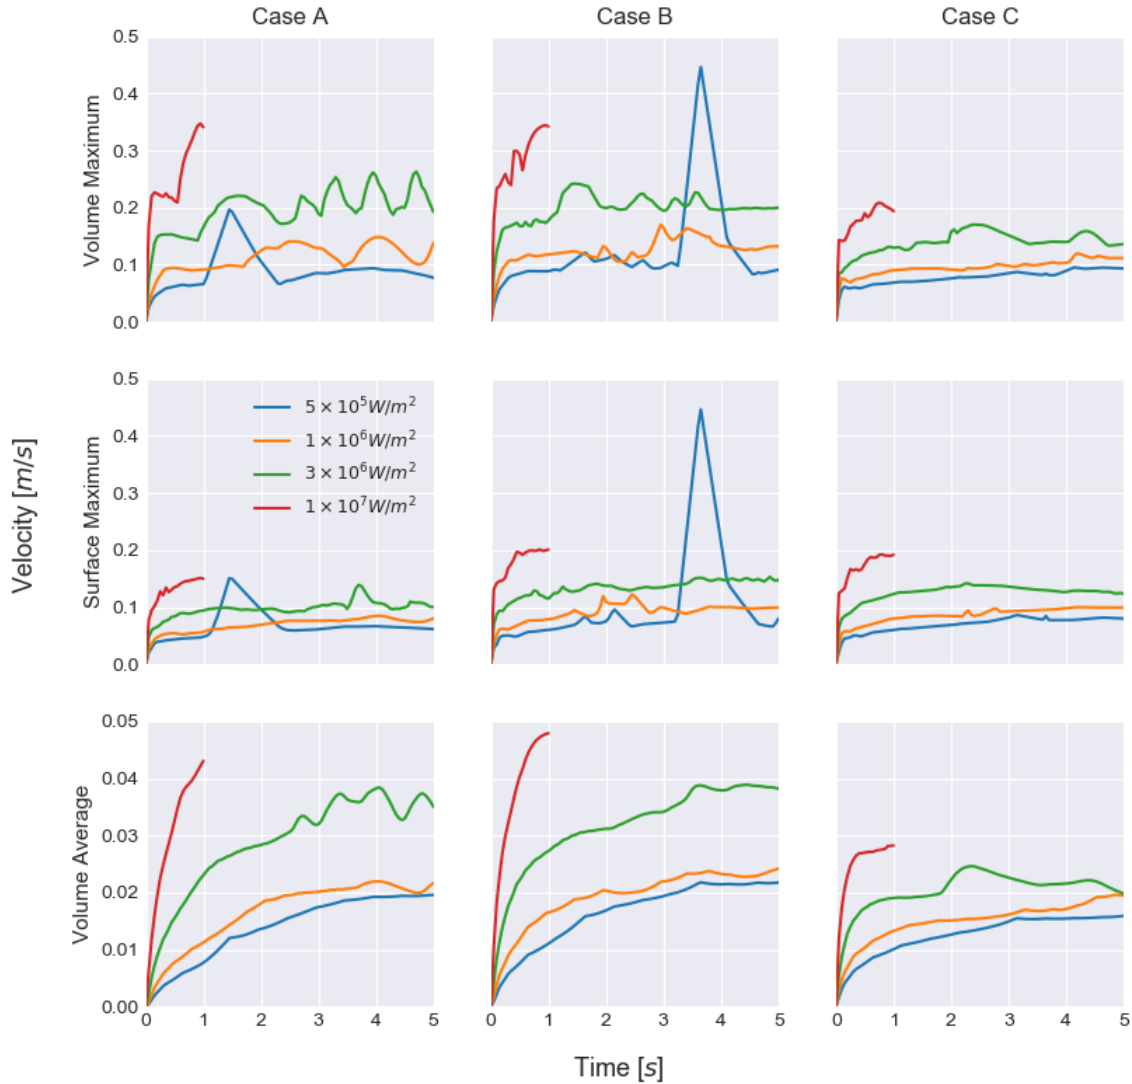 Case A Case B Case C
0.5
0.4
0.3
0.2
0.1
0.0
Volume Maximum
0.5
0.4
0.3
0.2
0.1
0.0
Surface Maximum
5 × 10⁵W/m²
1 × 10⁶W/m²
3 × 10⁶W/m²
1 × 10⁷W/m²
Velocity [m/s]
0.05
0.04
0.03
0.02
0.01
0.00
Volume Average
0 1 2 3 4 5 0 1 2 3 4 5 0 1 2 3 4 5
Time [s]